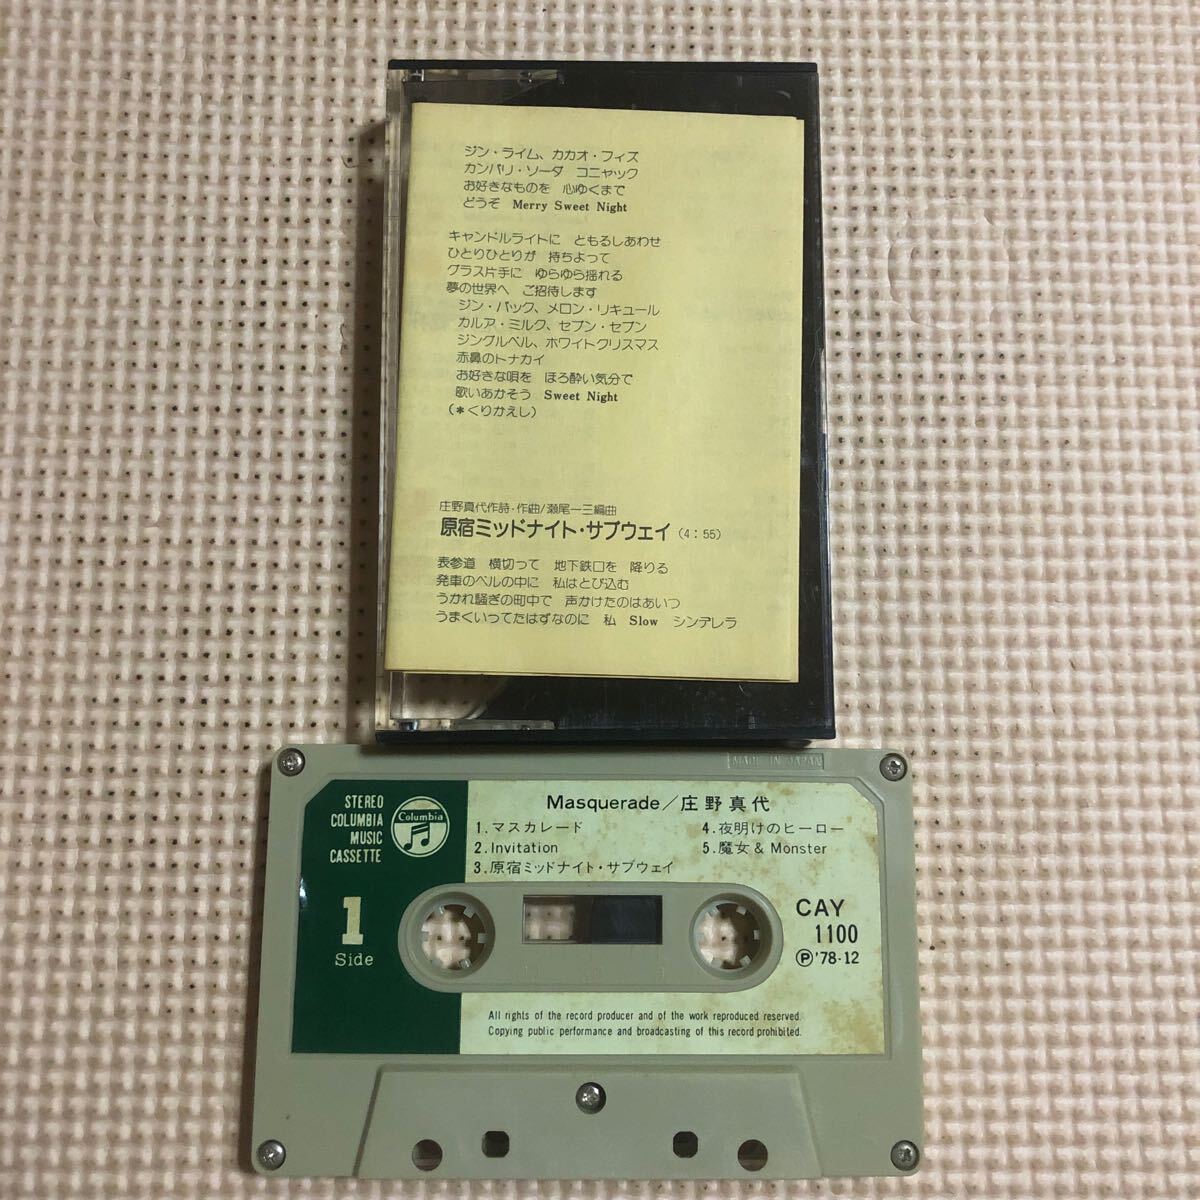 ジン・ライム、カカオ・フィズ
カンパリ・ソーダ コニャック
お好きなものを 心ゆくまで
どうぞ Merry Sweet Night
キャンドルライトに ともるしあわせ
ひとりひとりが 持ちよって
グラス片手に ゆらゆら揺れる
夢の世界へ ご招待します
ジン・バック、メロン・リキュール
カルア・ミルク、セブン・セブン
ジングルベル、ホワイトクリスマス
赤鼻のトナカイ
お好きな唄を ほろ酔い気分で
歌いあかそう Sweet Night
(*くりかえし)
庄野真代作詩・作曲/瀬尾一三編曲
原宿ミッドナイト・サブウェイ (4:55)
表参道 横切って 地下鉄口を 降りる
発車のベルの中に 私はとび込む
うかれ騒ぎの町中で 声かけたのはあいつ
うまくいってたはずなのに 私 Slow シンデレラ
MADE IN JAPAN
STEREO
COLUMBIA
MUSIC
CASSETTE
Columbia
Masquerade/庄野真代
1.マスカレード
2.Invitation
3.原宿ミッドナイト・サブウェイ
4.夜明けのヒーロー
5.魔女 & Monster
1
Side
CAY
1100
Ⓟ'78·12
All rights of the record producer and of the work reproduced reserved.
Copying public performance and broadcasting of this record prohibited.